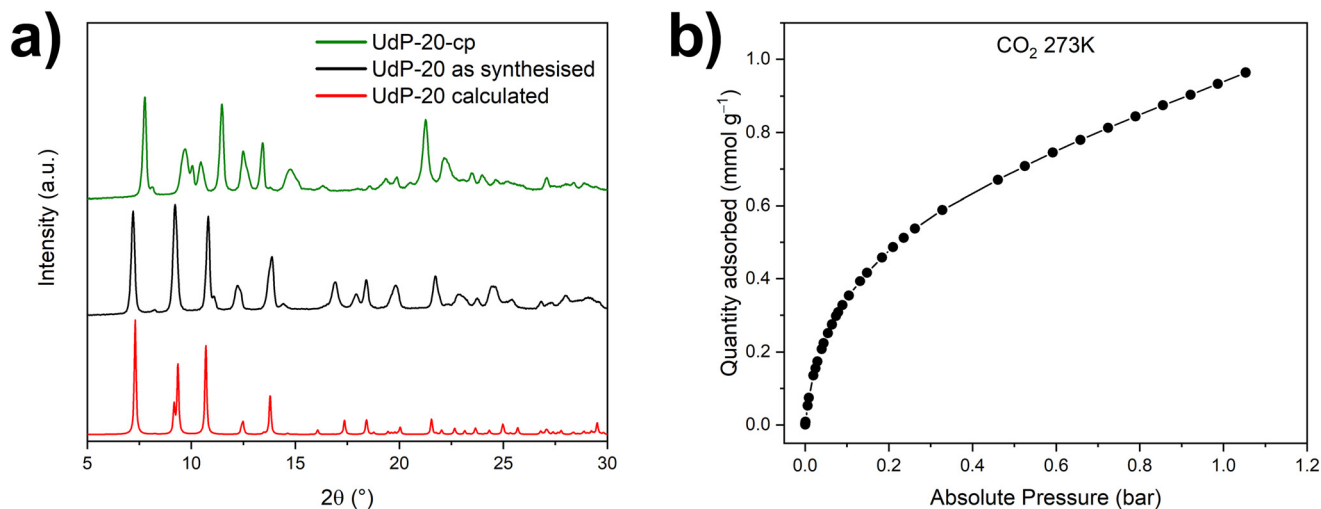 a)
UdP-20-cp
UdP-20 as synthesised
UdP-20 calculated
Intensity (a.u.)
5 10 15 20 25 30
2θ (°)
b)
CO₂ 273K
Quantity adsorbed (mmol g⁻¹)
1.0
0.8
0.6
0.4
0.2
0.0
0.0 0.2 0.4 0.6 0.8 1.0 1.2
Absolute Pressure (bar)